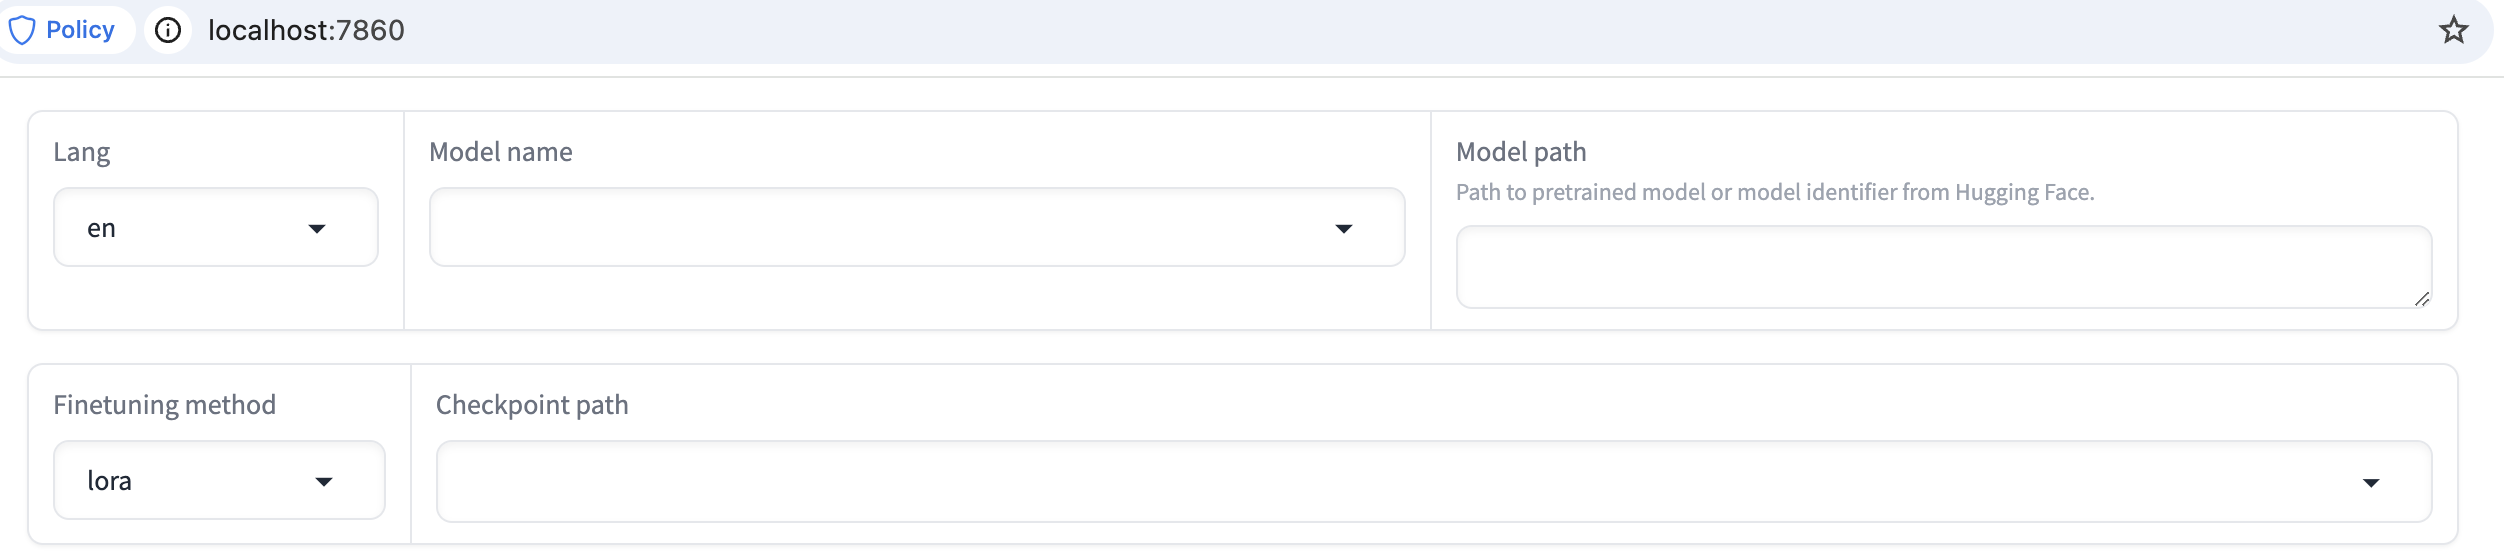 Policy
localhost:7860
Lang
Model name
Model path
Path to pretrained model or model identifier from Hugging Face.
en
Finetuning method
Checkpoint path
lora